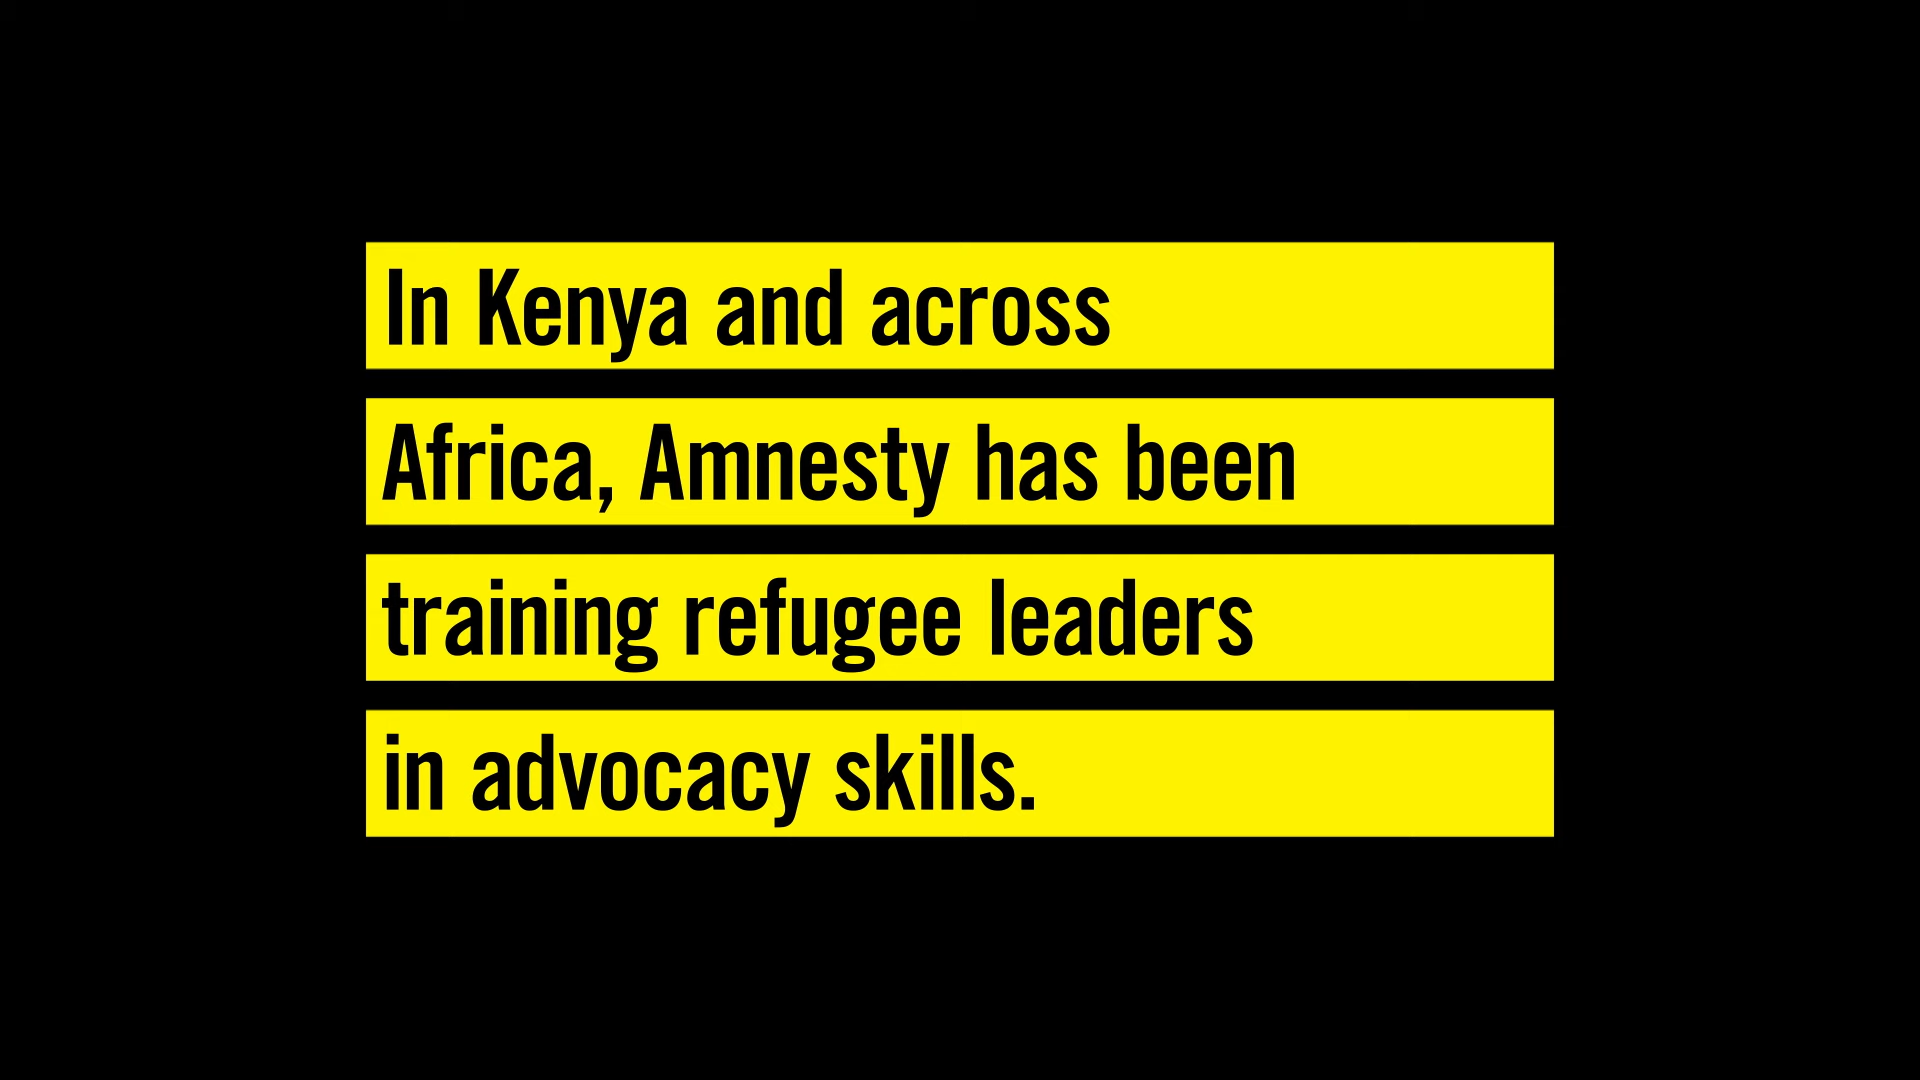 In Kenya and across
Africa, Amnesty has been
training refugee leaders
in advocacy skills.